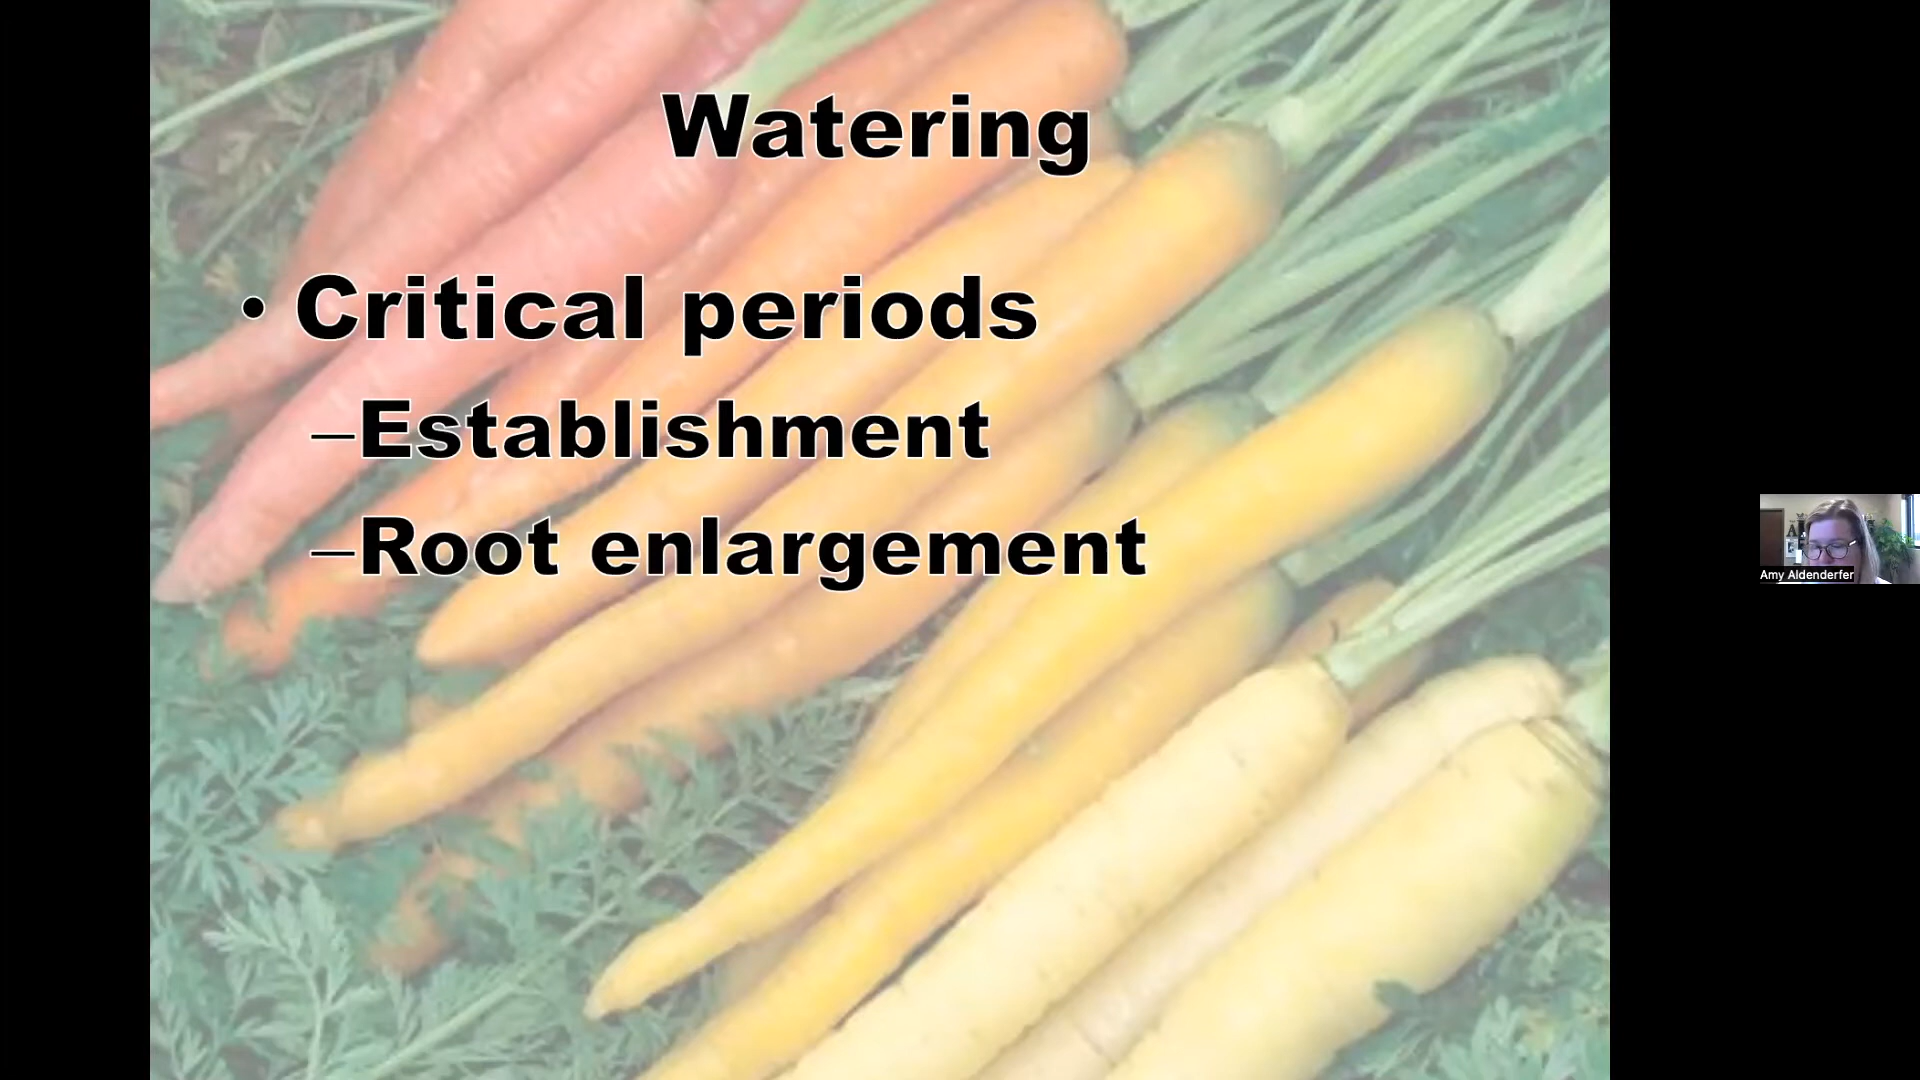 Watering
• Critical periods
–Establishment
–Root enlargement
Amy Aldenderfer